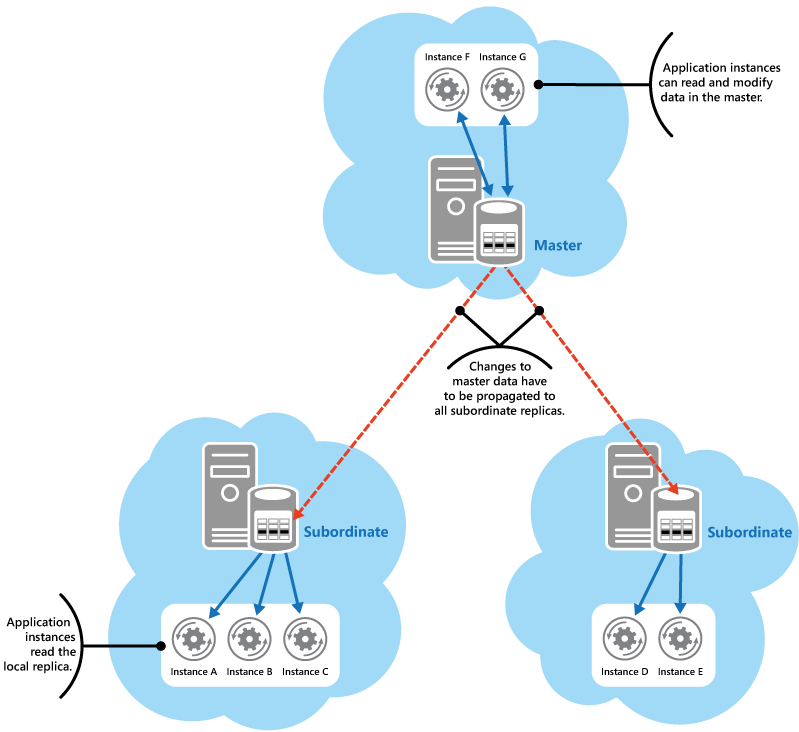 Instance F
Instance G
Application instances
can read and modify
data in the master.
Master
Changes to
master data have
to be propagated to
all subordinate replicas.
Subordinate
Subordinate
Application
instances
read the
local replica.
Instance A
Instance B
Instance C
Instance D
Instance E